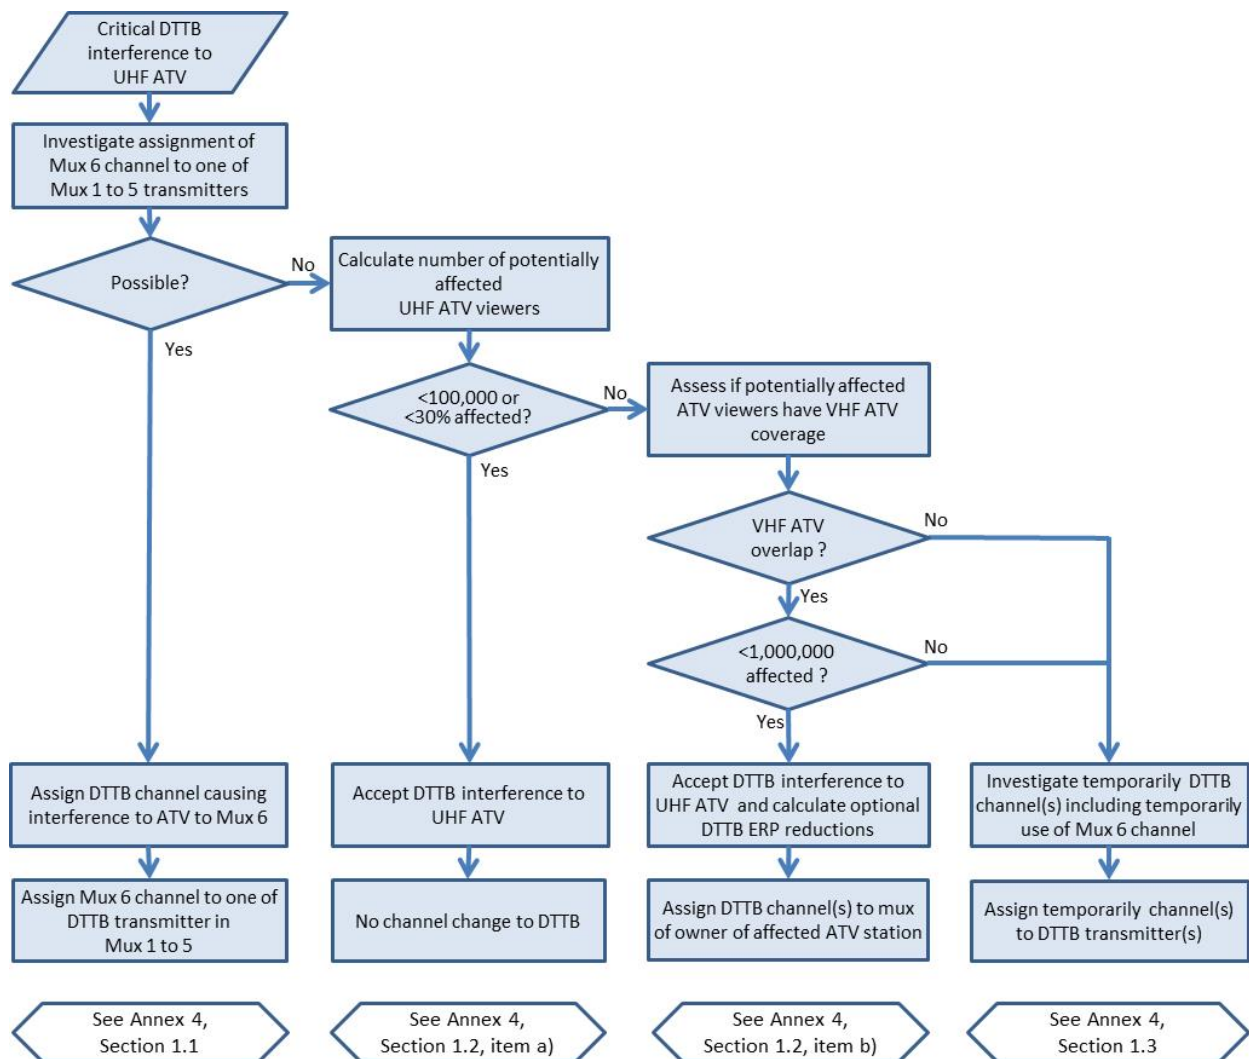 Critical DTTB
interference to
UHF ATV
Investigate assignment of
Mux 6 channel to one of
Mux 1 to 5 transmitters
Possible?
No
Yes
Calculate number of potentially
affected
UHF ATV viewers
<100,000 or
<30% affected?
No
Yes
Assess if potentially affected
ATV viewers have VHF ATV
coverage
VHF ATV
overlap ?
No
Yes
<1,000,000
affected ?
No
Yes
Assign DTTB channel causing
interference to ATV to Mux 6
Accept DTTB interference to
UHF ATV
Accept DTTB interference to
UHF ATV and calculate optional
DTTB ERP reductions
Investigate temporarily DTTB
channel(s) including temporarily
use of Mux 6 channel
Assign Mux 6 channel to one of
DTTB transmitter in
Mux 1 to 5
No channel change to DTTB
Assign DTTB channel(s) to mux
of owner of affected ATV station
Assign temporarily channel(s)
to DTTB transmitter(s)
See Annex 4,
Section 1.1
See Annex 4,
Section 1.2, item a)
See Annex 4,
Section 1.2, item b)
See Annex 4,
Section 1.3